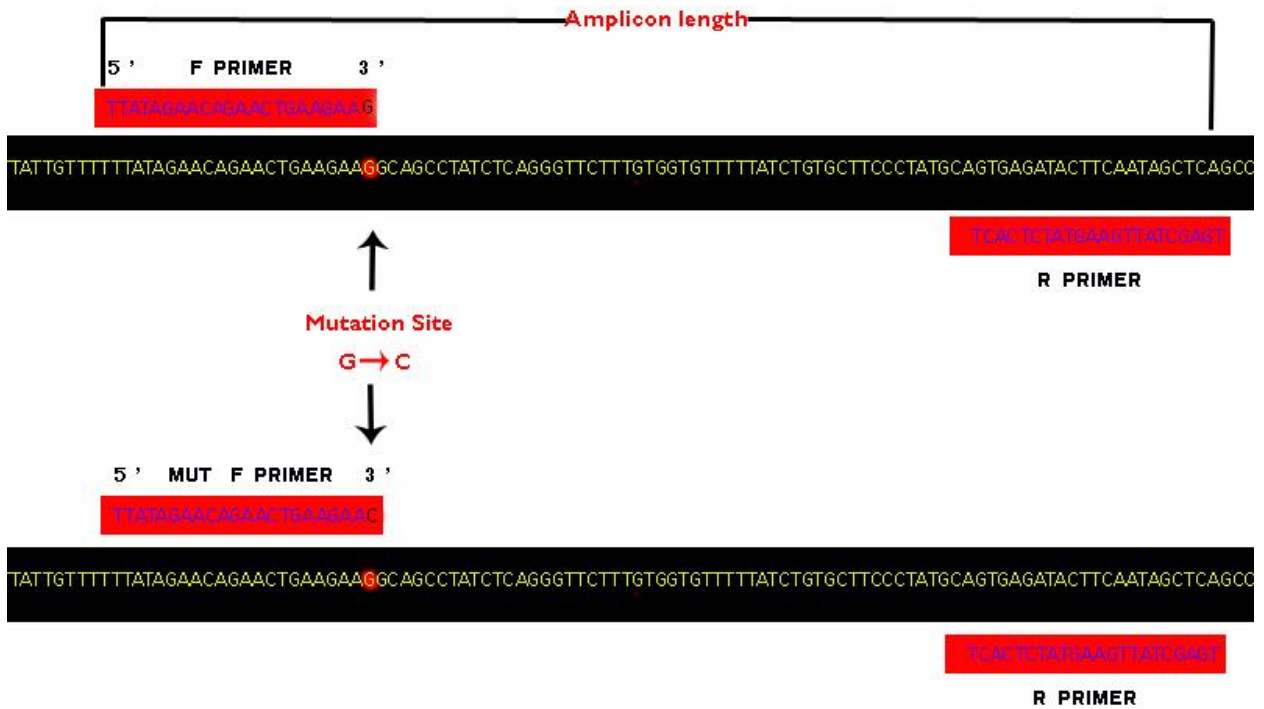 Amplicon length
5 ' F PRIMER 3 '
TTATAGAACAGAACTGAAGAAG
TATTGTTTTTTATAGAACAGAACTGAAGAAGGCAGCCTATCTCAGGGTTCTTTGTGGTGTTTTTATCTGTGCTTCCCTATGCAGTGAGATACTTCAATAGCTCAGCC
TCACTCTATGAAGTTATCGAGT
R PRIMER
Mutation Site
G→C
5 ' MUT F PRIMER 3 '
TTATAGAACAGAACTGAAGAAC
TATTGTTTTTTATAGAACAGAACTGAAGAAGGCAGCCTATCTCAGGGTTCTTTGTGGTGTTTTTATCTGTGCTTCCCTATGCAGTGAGATACTTCAATAGCTCAGCC
TCACTCTATGAAGTTATCGAGT
R PRIMER